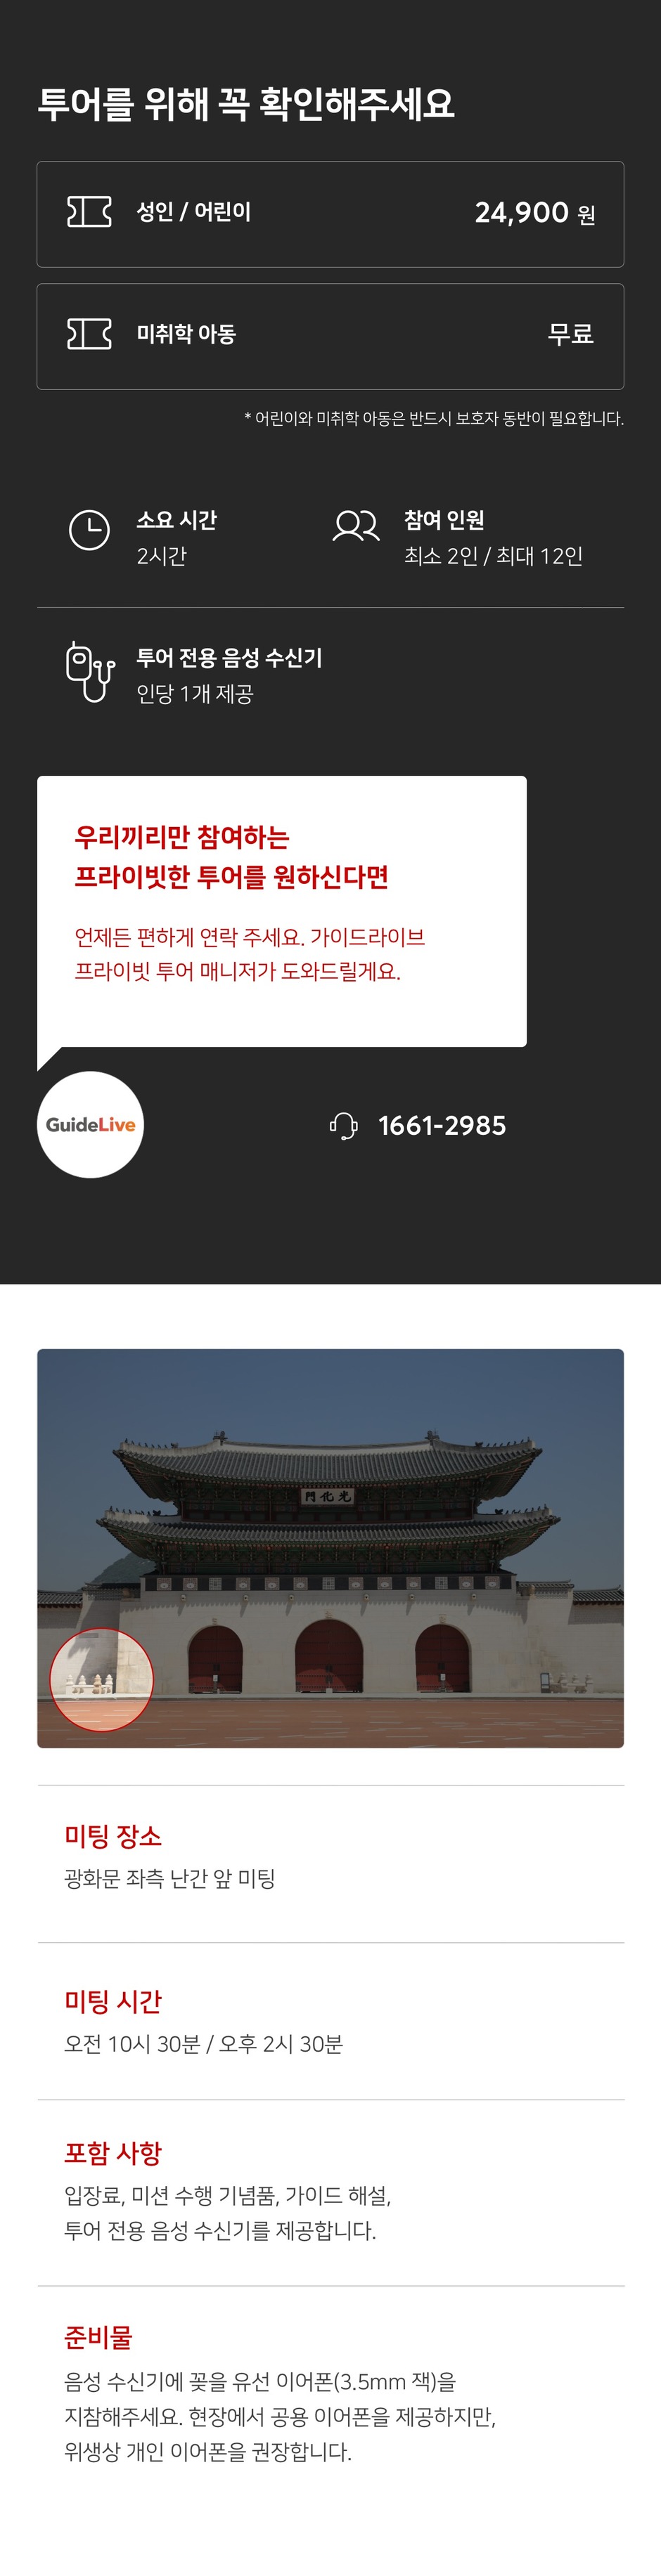 투어를 위해 꼭 확인해주세요
성인 / 어린이
24,900 원
미취학 아동
무료
* 어린이와 미취학 아동은 반드시 보호자 동반이 필요합니다.
소요 시간
2시간
참여 인원
최소 2인 / 최대 12인
투어 전용 음성 수신기
인당 1개 제공
우리끼리만 참여하는
프라이빗한 투어를 원하신다면
언제든 편하게 연락 주세요. 가이드라이브
프라이빗 투어 매니저가 도와드릴게요.
GuideLive
1661-2985
門化光
미팅 장소
광화문 좌측 난간 앞 미팅
미팅 시간
오전 10시 30분 / 오후 2시 30분
포함 사항
입장료, 미션 수행 기념품, 가이드 해설,
투어 전용 음성 수신기를 제공합니다.
준비물
음성 수신기에 꽂을 유선 이어폰(3.5mm 잭)을
지참해주세요. 현장에서 공용 이어폰을 제공하지만,
위생상 개인 이어폰을 권장합니다.